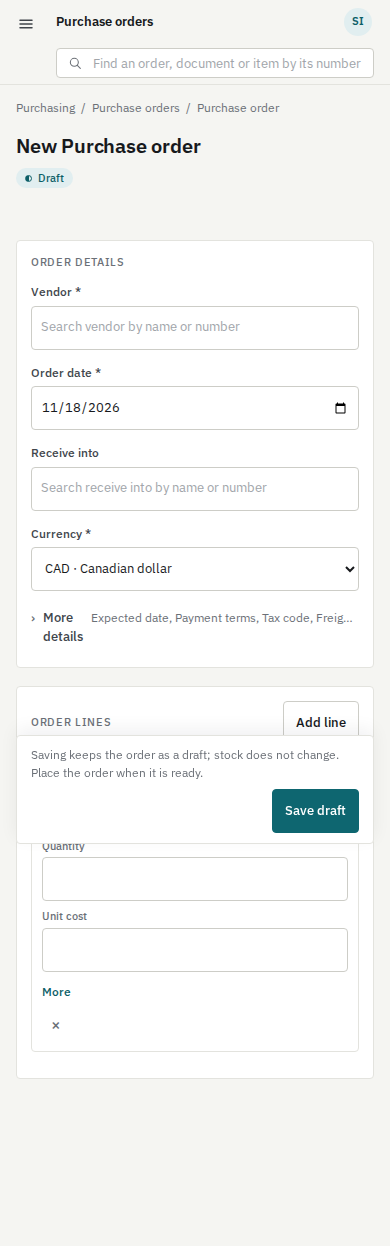 Purchase orders
SI
Find an order, document or item by its number
Purchasing / Purchase orders / Purchase order
New Purchase order
Draft
ORDER DETAILS
Vendor *
Search vendor by name or number
Order date *
11/18/2026
Receive into
Search receive into by name or number
Currency *
CAD · Canadian dollar
› More details
Expected date, Payment terms, Tax code, Freig...
ORDER LINES
Add line
Saving keeps the order as a draft; stock does not change.
Place the order when it is ready.
Save draft
Quantity
Unit cost
More
×